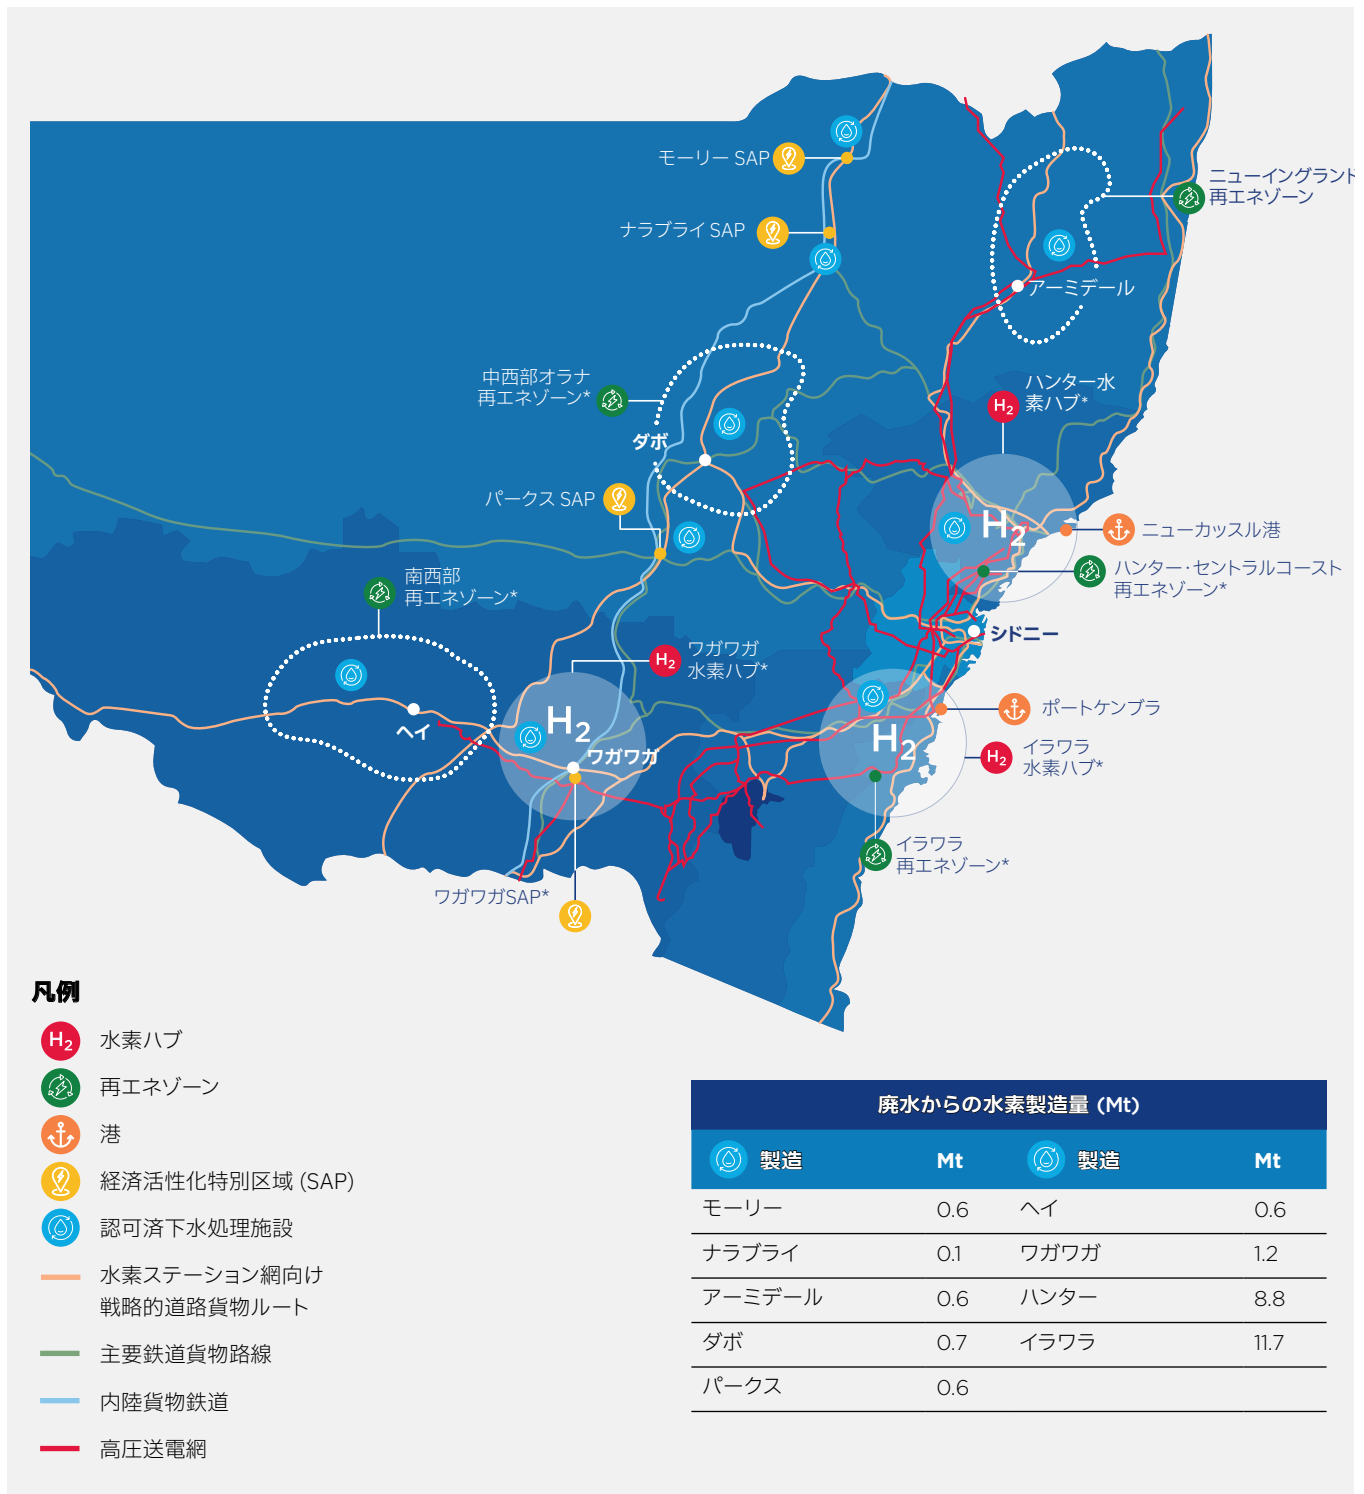 モーリー SAP
ナラブライ SAP
ニューイングランド
再エネゾーン
アーミデール
中西部オラナ
再エネゾーン*
ダボ
ハンター水
素ハブ*
H2
パークス SAP
H2
ニューカッスル港
ハンター・セントラルコースト
再エネゾーン*
南西部
再エネゾーン*
シドニー
H2
ワガワガ
水素ハブ*
ヘイ
H2
ワガワガ
ポートケンブラ
H2
H2
イラワラ
水素ハブ*
イラワラ
再エネゾーン*
ワガワガSAP*
凡例
H2 水素ハブ
再エネゾーン
港
経済活性化特別区域 (SAP)
認可済下水処理施設
水素ステーション網向け
戦略的道路貨物ルート
主要鉄道貨物路線
内陸貨物鉄道
高圧送電網
廃水からの水素製造量 (Mt)
製造 Mt 製造 Mt
モーリー 0.6 ヘイ 0.6
ナラブライ 0.1 ワガワガ 1.2
アーミデール 0.6 ハンター 8.8
ダボ 0.7 イラワラ 11.7
パークス 0.6